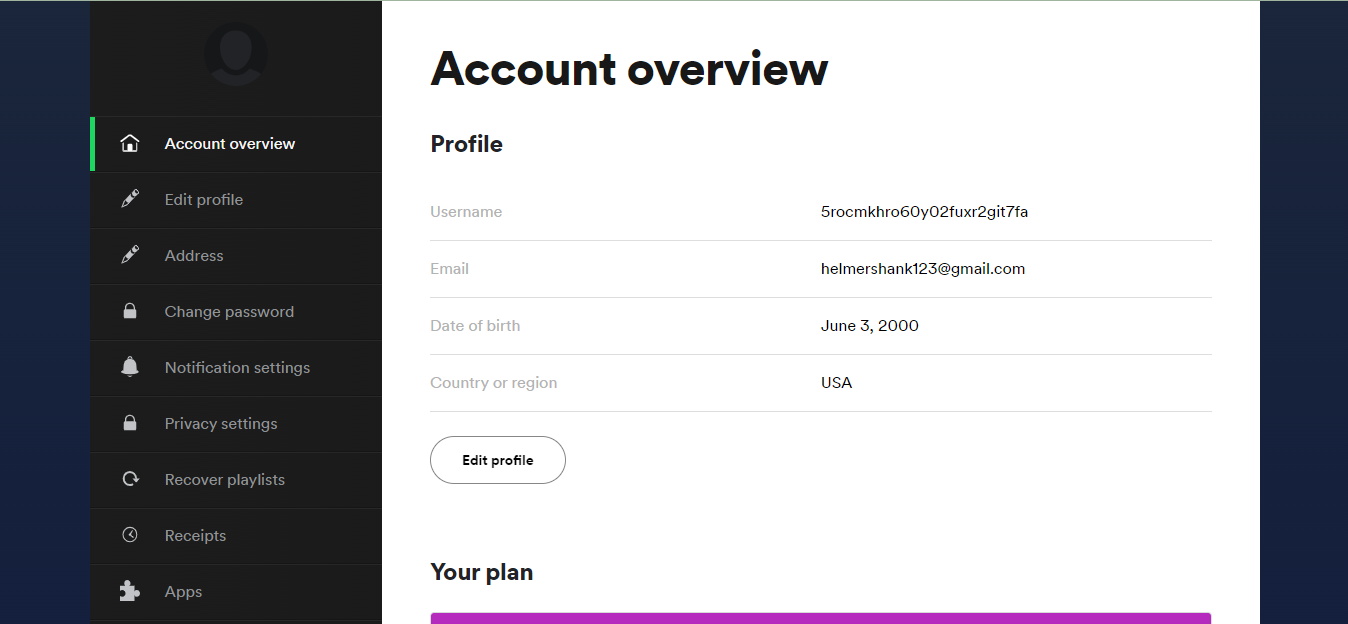 Account overview
Edit profile
Address
Change password
Notification settings
Privacy settings
Recover playlists
Receipts
Apps
Account overview
Profile
Username 5rocmkhro60y02fuxr2git7fa
Email helmershank123@gmail.com
Date of birth June 3, 2000
Country or region USA
Edit profile
Your plan